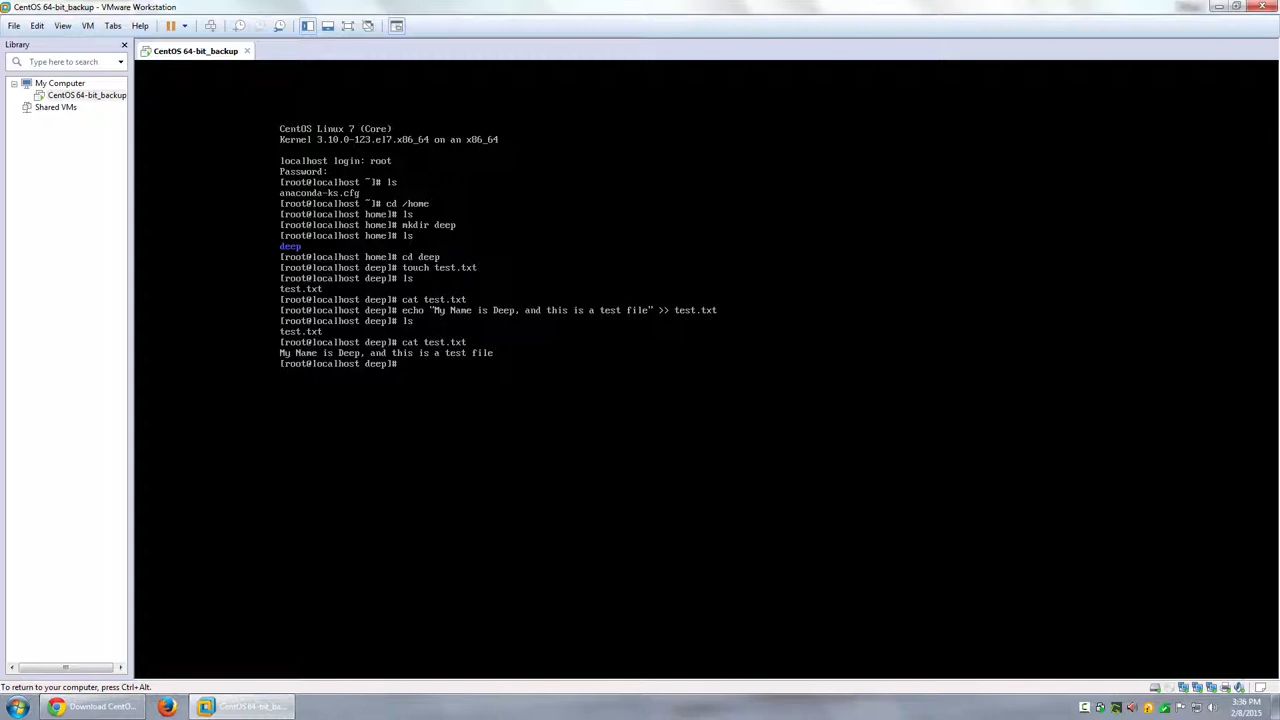 CentOS 64-bit_backup - VMware Workstation
File Edit View VM Tabs Help
Library
CentOS 64-bit_backup
Type here to search
My Computer
CentOS 64-bit_backup
Shared VMs
CentOS Linux 7 (Core)
Kernel 3.10.0-123.el7.x86_64 on an x86_64
localhost login: root
Password:
[root@localhost ~]# ls
anaconda-ks.cfg
[root@localhost ~]# cd /home
[root@localhost home]# ls
[root@localhost home]# mkdir deep
[root@localhost home]# ls
deep
[root@localhost home]# cd deep
[root@localhost deep]# touch test.txt
[root@localhost deep]# ls
test.txt
[root@localhost deep]# cat test.txt
[root@localhost deep]# echo "My Name is Deep, and this is a test file" >> test.txt
[root@localhost deep]# ls
test.txt
[root@localhost deep]# cat test.txt
My Name is Deep, and this is a test file
[root@localhost deep]#
To return to your computer, press Ctrl+Alt.
Download CentO...
CentOS 64-bit_ba...
3:36 PM
2/8/2015